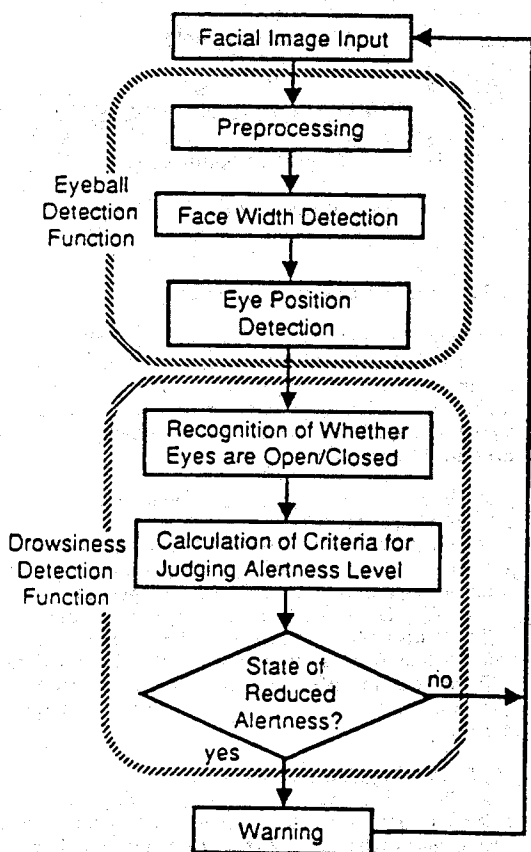 Facial Image Input
Preprocessing
Eyeball
Detection
Function
Face Width Detection
Eye Position
Detection
Recognition of Whether
Eyes are Open/Closed
Drowsiness
Detection
Function
Calculation of Criteria for
Judging Alertness Level
State of
Reduced
Alertness?
no
yes
Warning